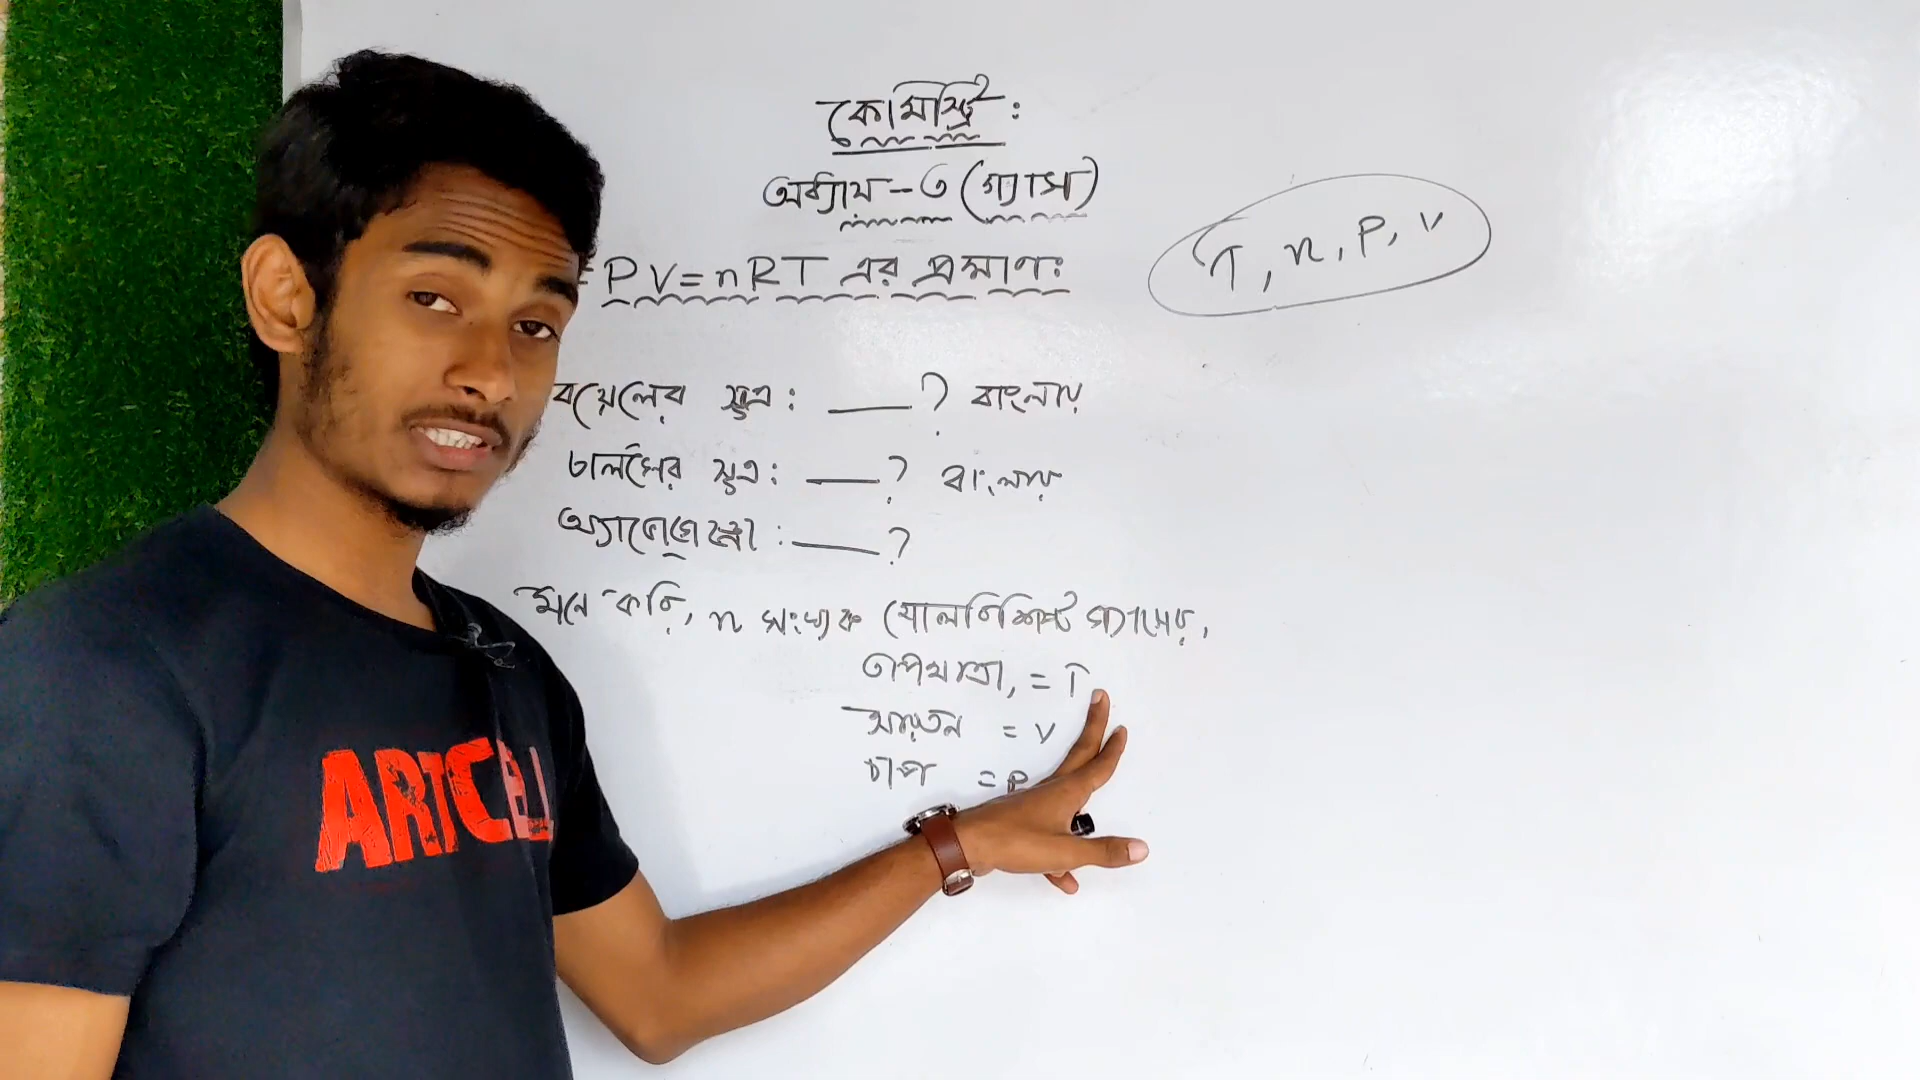 কেমিস্ট্রি :
অধ্যায় - ৩ (গ্যাস)
PV = nRT এর প্রমাণ :
T, n, P, V
বয়েলের সূত্র : ___ ? বাংলায়
চার্লসের সূত্র : ___ ? বাংলায়
অ্যাভোগেড্রো : ___ ?
মনে করি, n সংখ্যক মোলবিশিষ্ট গ্যাসের,
তাপমাত্রা, = T
আয়তন = V
চাপ = P
ARTCELL